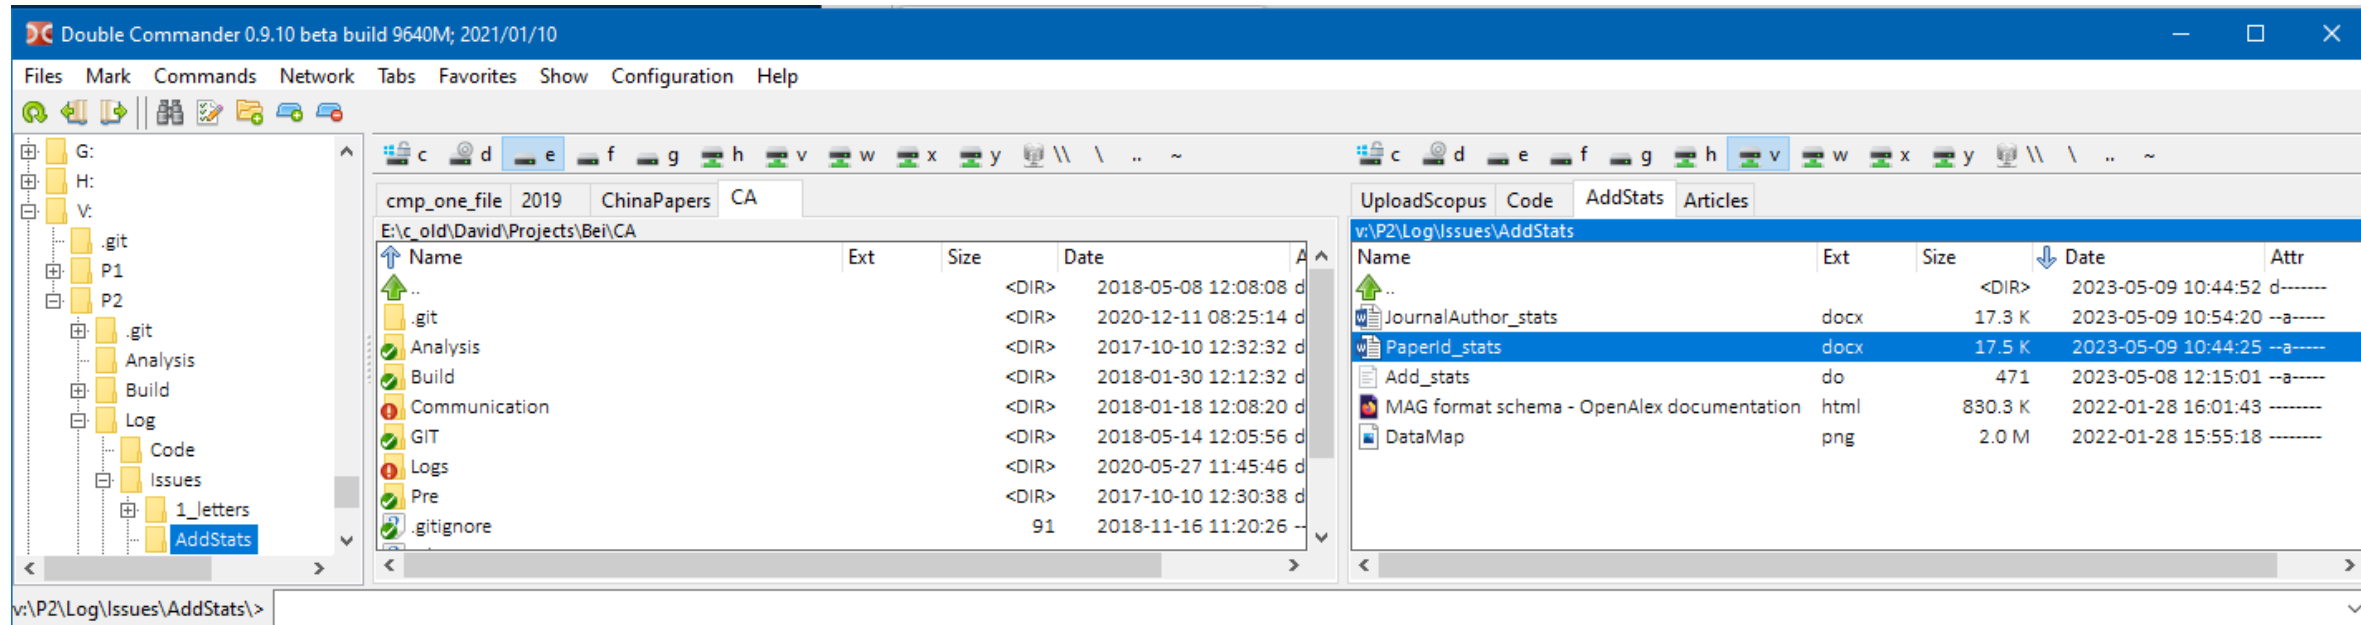 Double Commander 0.9.10 beta build 9640M; 2021/01/10
Files Mark Commands Network Tabs Favorites Show Configuration Help
G:
H:
V:
.git
P1
P2
.git
Analysis
Build
Log
Code
Issues
1_letters
AddStats
c d e f g h v w x y \\ \ .. ~
cmp_one_file 2019 ChinaPapers CA
E:\c_old\David\Projects\Bei\CA
Name Ext Size Date A
.. <DIR> 2018-05-08 12:08:08 d
.git <DIR> 2020-12-11 08:25:14 d
Analysis <DIR> 2017-10-10 12:32:32 d
Build <DIR> 2018-01-30 12:12:32 d
Communication <DIR> 2018-01-18 12:08:20 d
GIT <DIR> 2018-05-14 12:05:56 d
Logs <DIR> 2020-05-27 11:45:46 d
Pre <DIR> 2017-10-10 12:30:38 d
.gitignore 91 2018-11-16 11:20:26 --
c d e f g h v w x y \\ \ .. ~
UploadScopus Code AddStats Articles
v:\P2\Log\Issues\AddStats
Name Ext Size Date Attr
.. <DIR> 2023-05-09 10:44:52 d-------
JournalAuthor_stats docx 17.3 K 2023-05-09 10:54:20 --a-----
PaperId_stats docx 17.5 K 2023-05-09 10:44:25 --a-----
Add_stats do 471 2023-05-08 12:15:01 --a-----
MAG format schema - OpenAlex documentation html 830.3 K 2022-01-28 16:01:43 --------
DataMap png 2.0 M 2022-01-28 15:55:18 --------
v:\P2\Log\Issues\AddStats\>